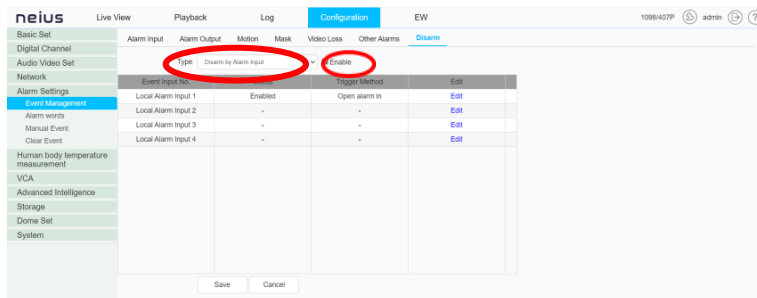 neius Live View Playback Log Configuration EW 1098/407P admin
Basic Set
Alarm Input Alarm Output Motion Mask Video Loss Other Alarms Disarm
Digital Channel
Audio Video Set
Type Disarm by Alarm Input Enable
Network
Event Input No. Trigger Method Edit
Alarm Settings
Local Alarm Input 1 Enabled Open alarm in Edit
Event Management
Local Alarm Input 2 - - Edit
Alarm words
Local Alarm Input 3 - - Edit
Manual Event
Local Alarm Input 4 - - Edit
Clear Event
Human body temperature
measurement
VCA
Advanced Intelligence
Storage
Dome Set
System
Save Cancel